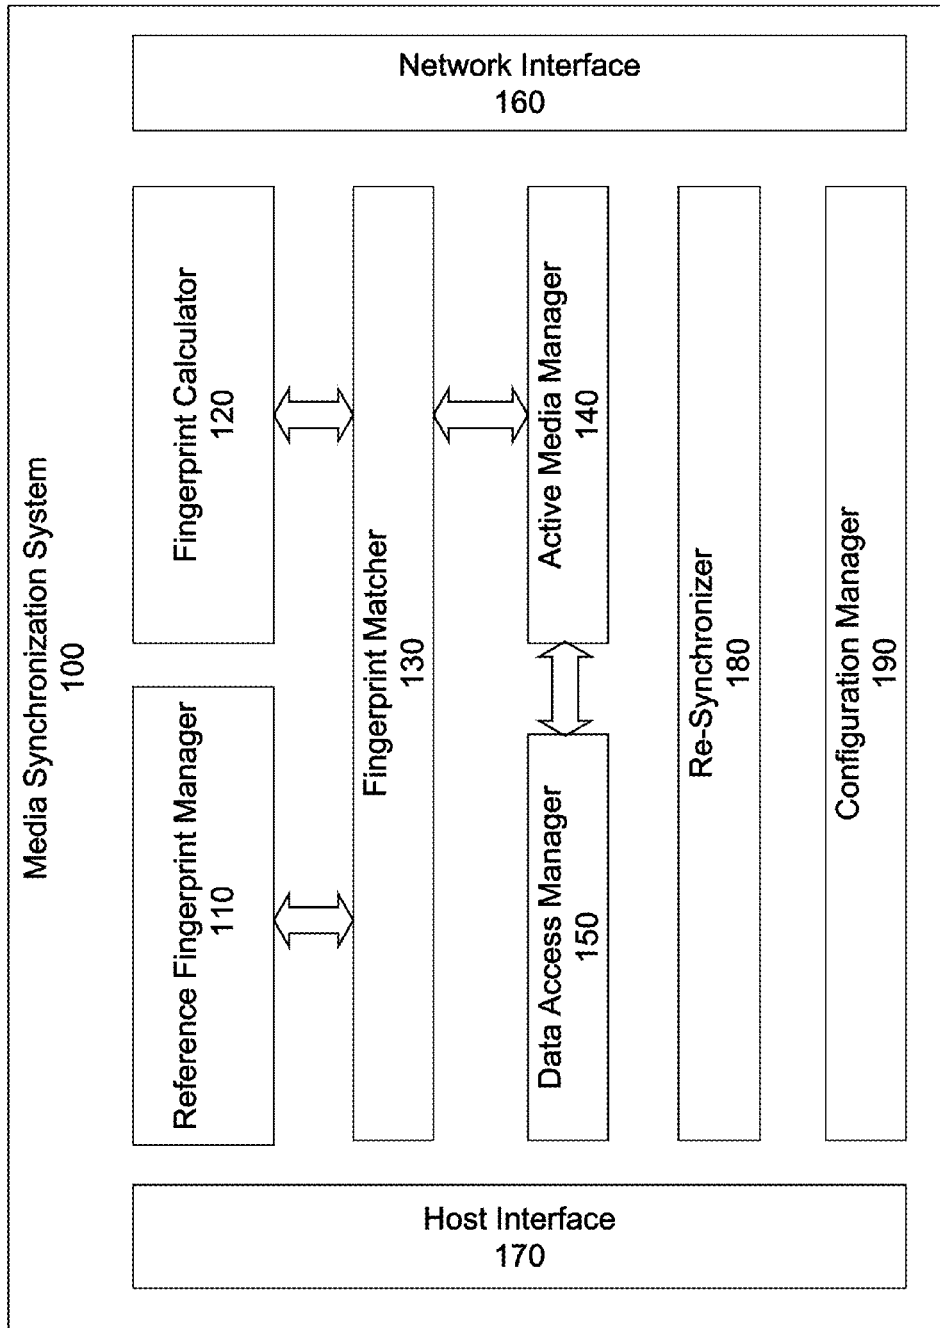 Media Synchronization System
100
Network Interface
160
Reference Fingerprint Manager
110
Fingerprint Calculator
120
Fingerprint Matcher
130
Data Access Manager
150
Active Media Manager
140
Re-Synchronizer
180
Configuration Manager
190
Host Interface
170